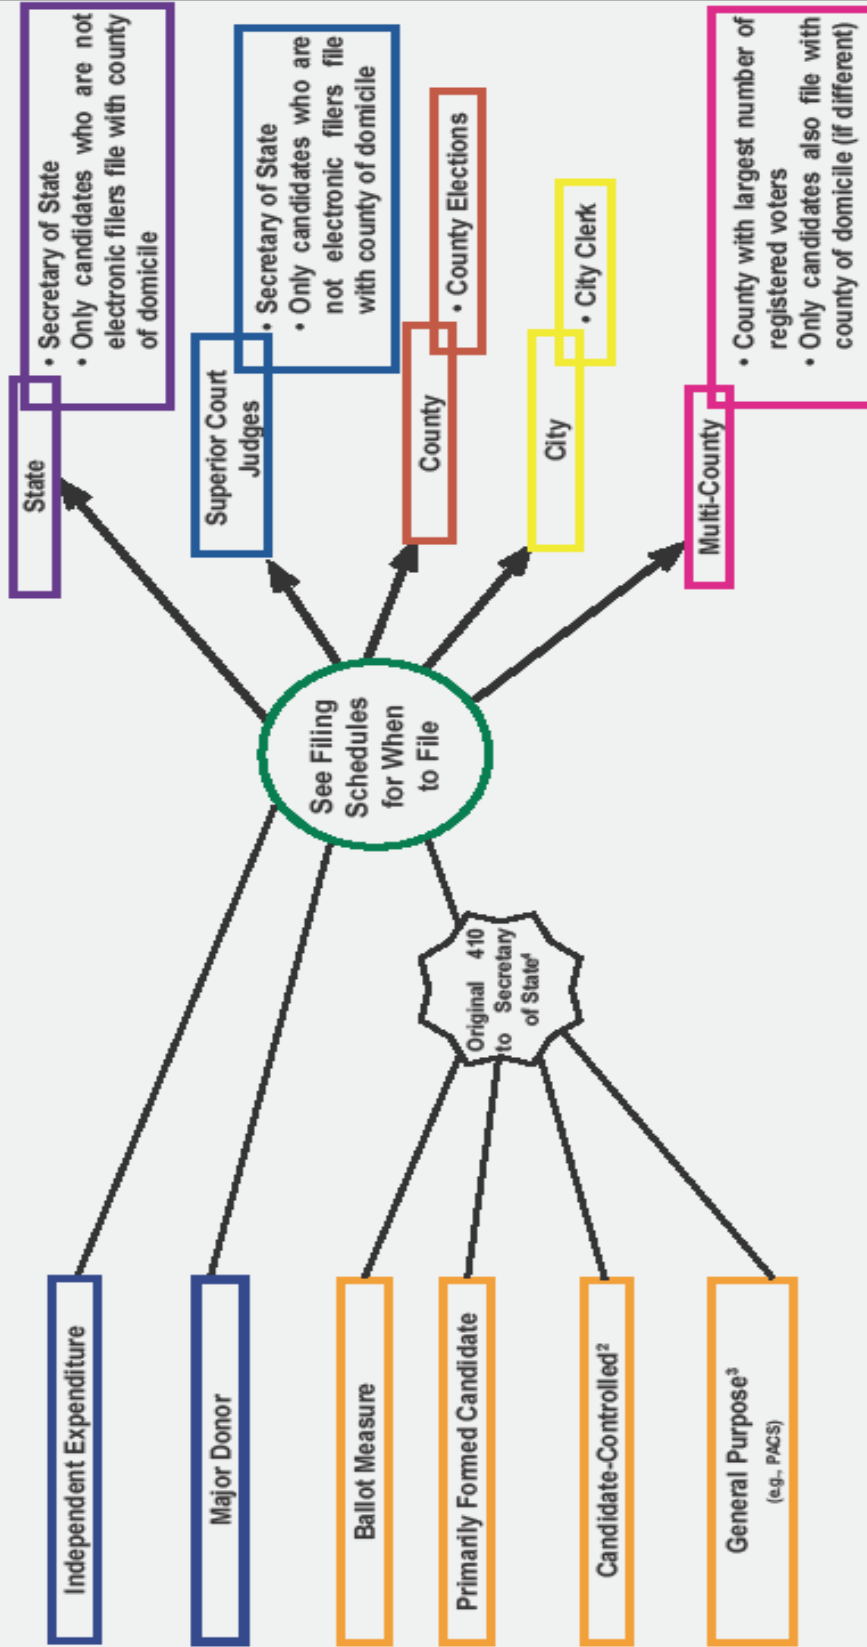 Independent Expenditure
Major Donor
Ballot Measure
Primarily Formed Candidate
Candidate-Controlled²
General Purpose³
(e.g., PACS)
Original 410
to Secretary
of State⁴
See Filing
Schedules
for When
to File
State
• Secretary of State
• Only candidates who are not
electronic filers file with county
of domicile
Superior Court
Judges
• Secretary of State
• Only candidates who are
not electronic filers file
with county of domicile
County
• County Elections
City
• City Clerk
Multi-County
• County with largest number of
registered voters
• Only candidates also file with
county of domicile (if different)